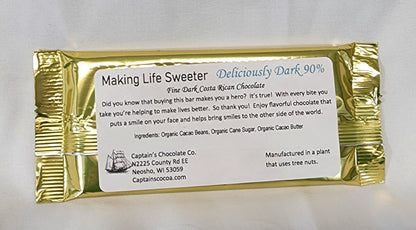 Making Life Sweeter Deliciously Dark 90%
Fine Dark Costa Rican Chocolate
Did you know that buying this bar makes you a hero? It's true! With every bite you
take you're helping to make lives better. So thank you! Enjoy flavorful chocolate that
puts a smile on your face and helps bring smiles to the other side of the world.
Ingredients: Organic Cacao Beans, Organic Cane Sugar, Organic Cacao Butter
Captain's Chocolate Co.
N2225 County Rd EE
Neosho, WI 53059
Captainscocoa.com
Manufactured in a plant
that uses tree nuts.